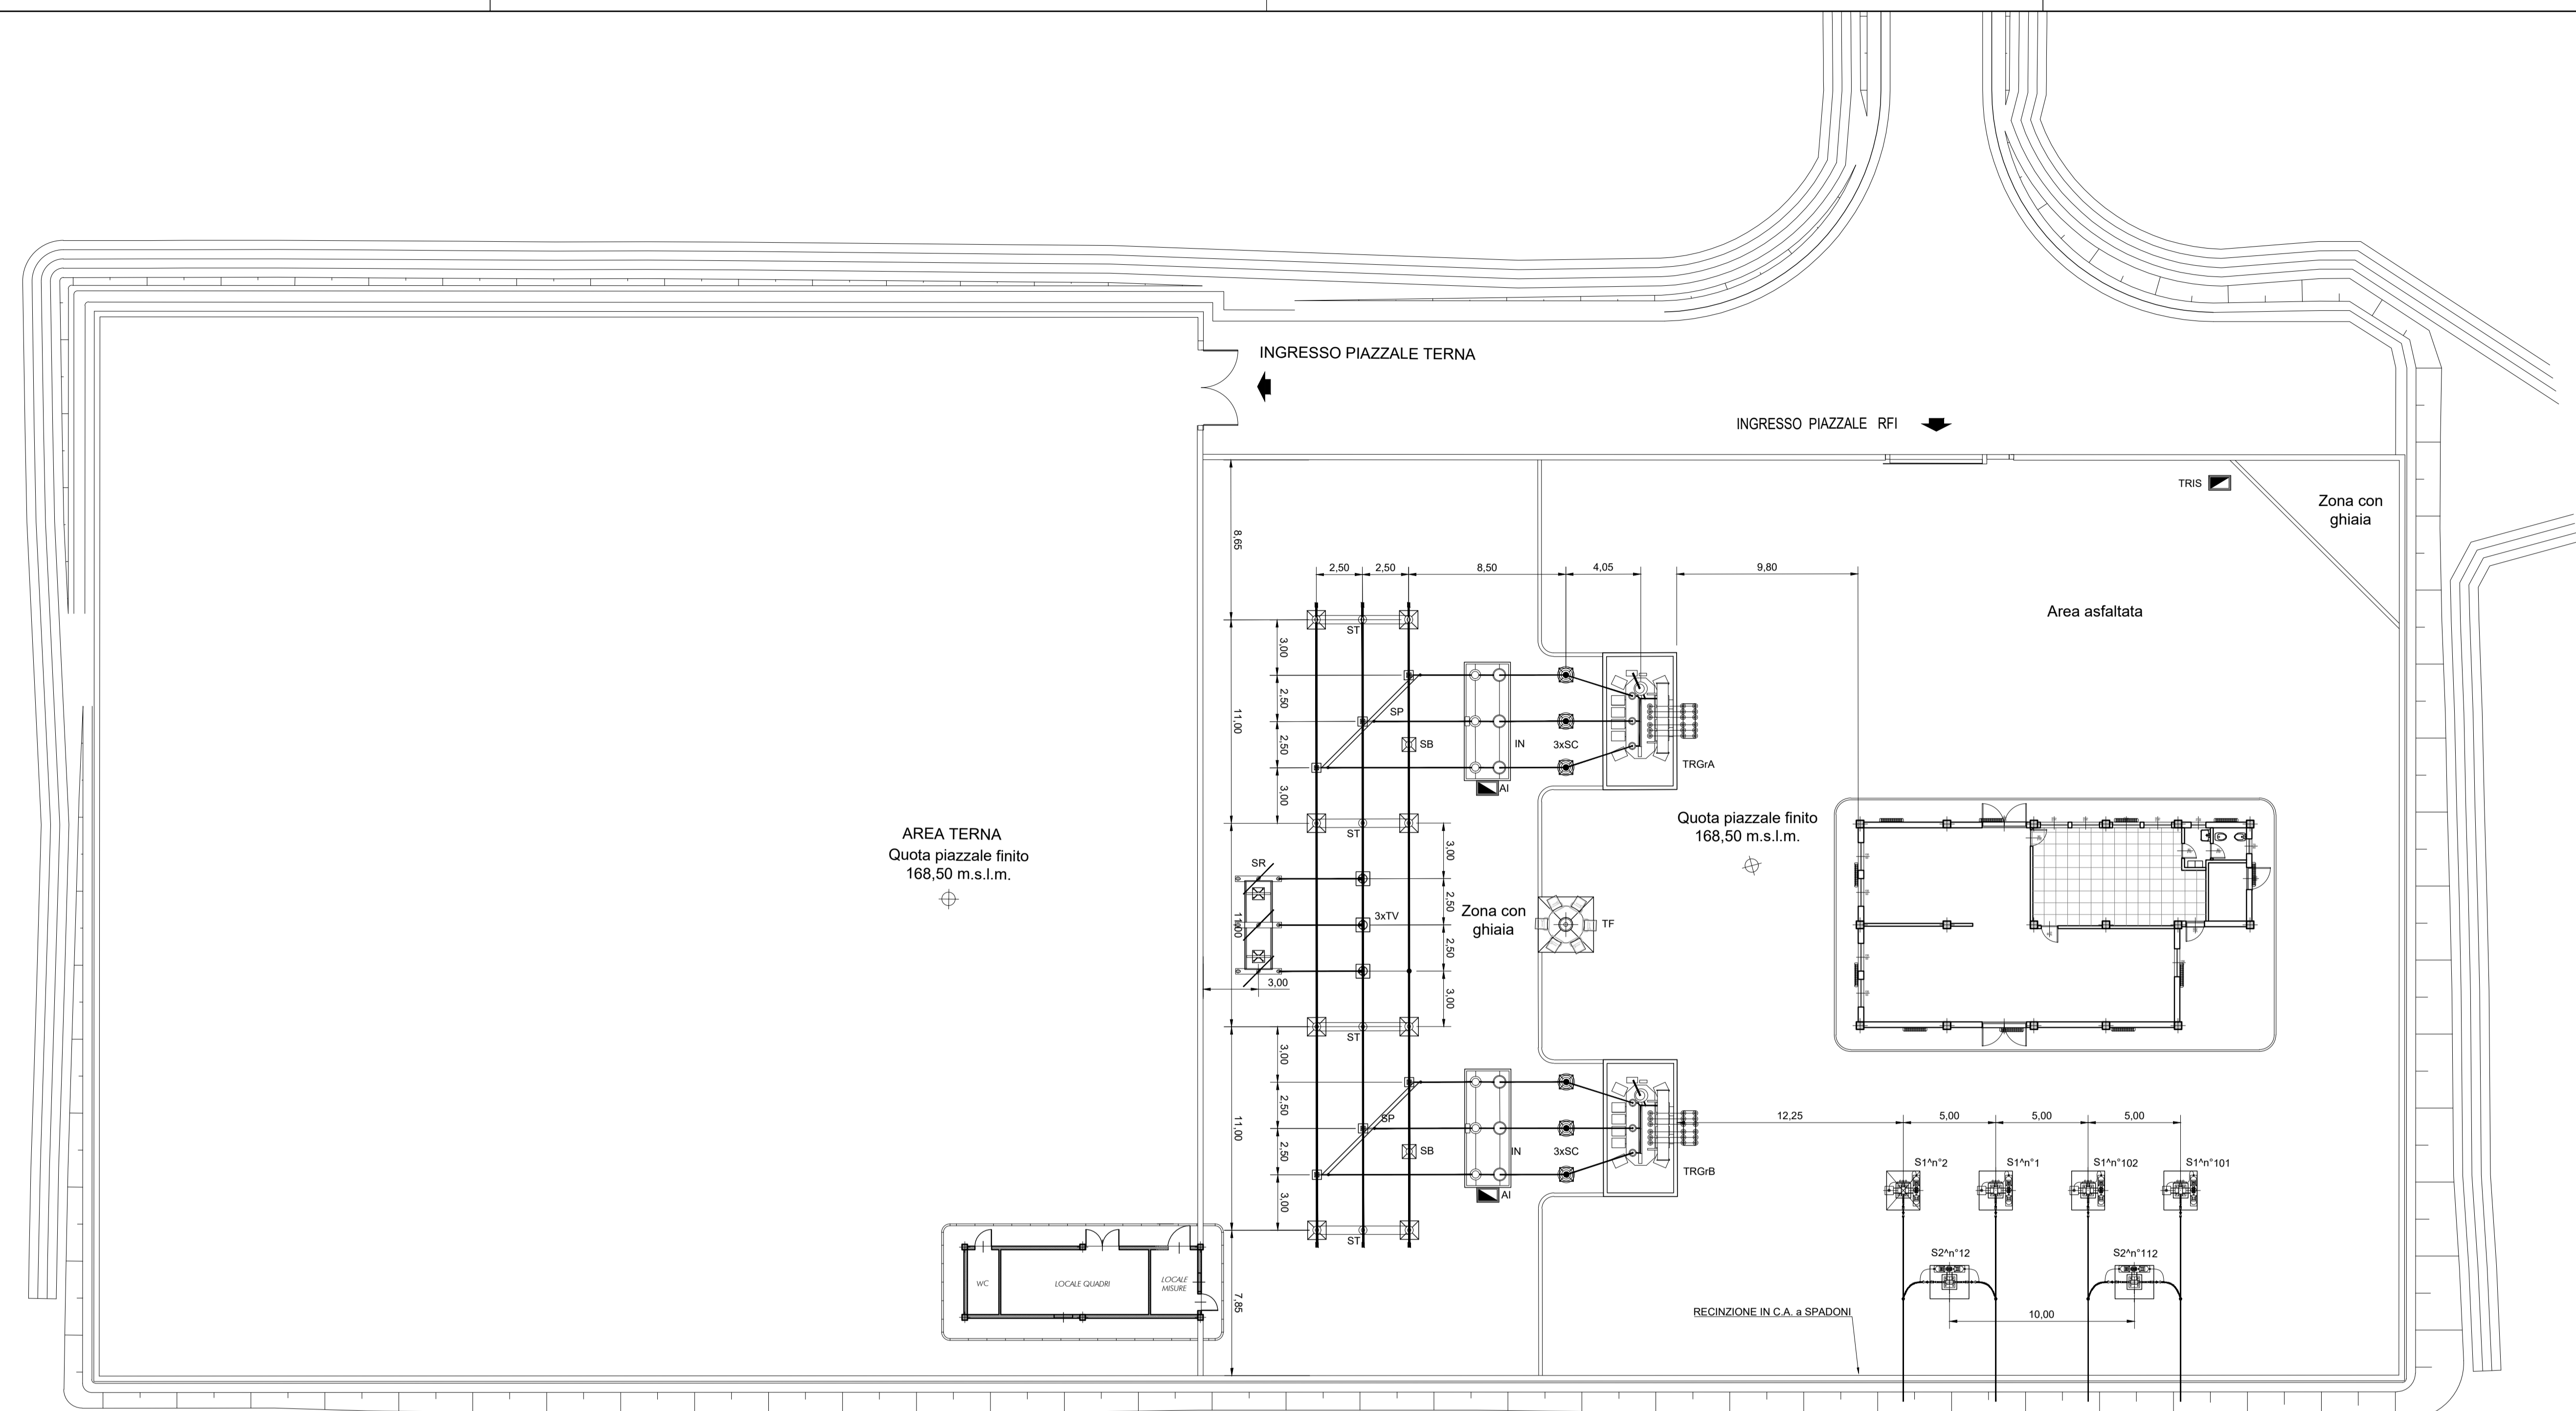 INGRESSO PIAZZALE TERNA
INGRESSO PIAZZALE RFI
TRIS
Zona con
ghiaia
8,65
2,50
2,50
8,50
4,05
9,80
Area asfaltata
ST
3,00
2,50
11,00
SP
2,50
SB
IN
3xSC
TRGrA
AI
3,00
AREA TERNA
Quota piazzale finito
168,50 m.s.l.m.
Quota piazzale finito
168,50 m.s.l.m.
ST
3,00
SR
2,50
11,00
3xTV
Zona con
ghiaia
TF
2,50
3,00
3,00
ST
3,00
2,50
11,00
SP
2,50
SB
IN
3xSC
TRGrB
AI
3,00
ST
12,25
5,00
5,00
5,00
S1^n°2
S1^n°1
S1^n°102
S1^n°101
S2^n°12
S2^n°112
10,00
WC
LOCALE QUADRI
LOCALE
MISURE
7,85
RECINZIONE IN C.A. a SPADONI